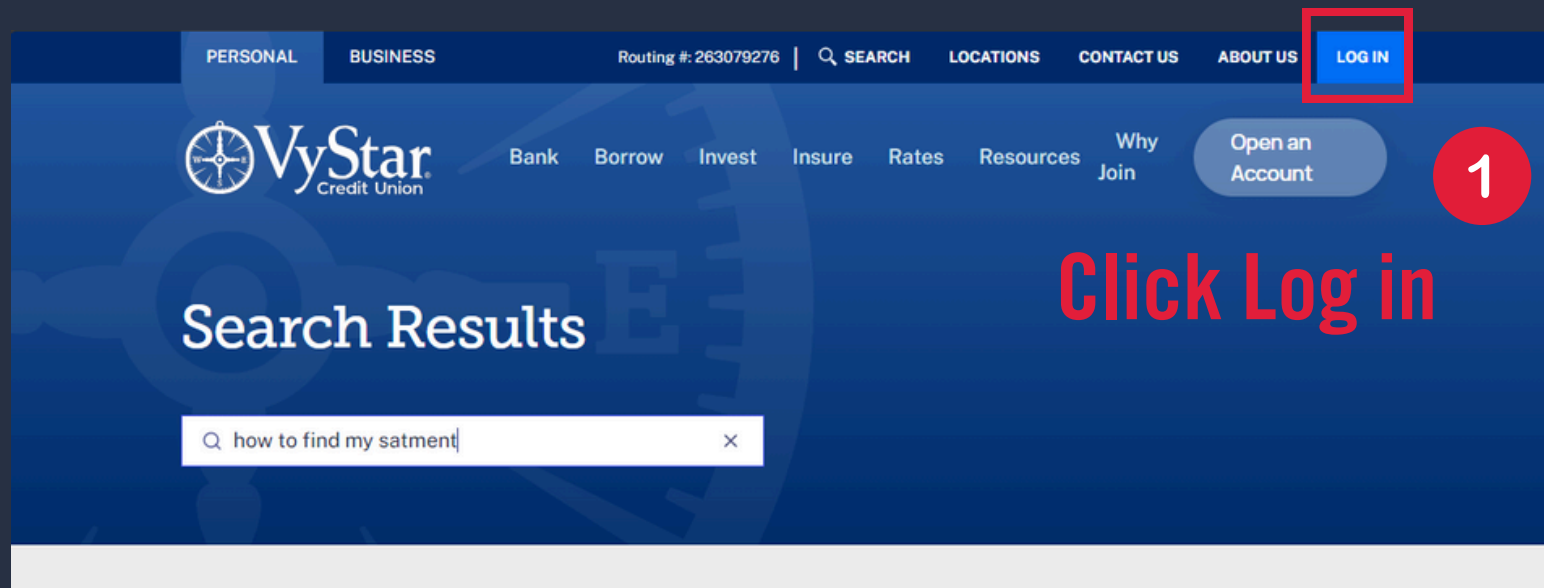 PERSONAL BUSINESS Routing #: 263079276 | SEARCH LOCATIONS CONTACT US ABOUT US LOG IN
VyStar
Credit Union
Bank Borrow Invest Insure Rates Resources Why Join Open an Account
1
Click Log in
E
Search Results
how to find my satment